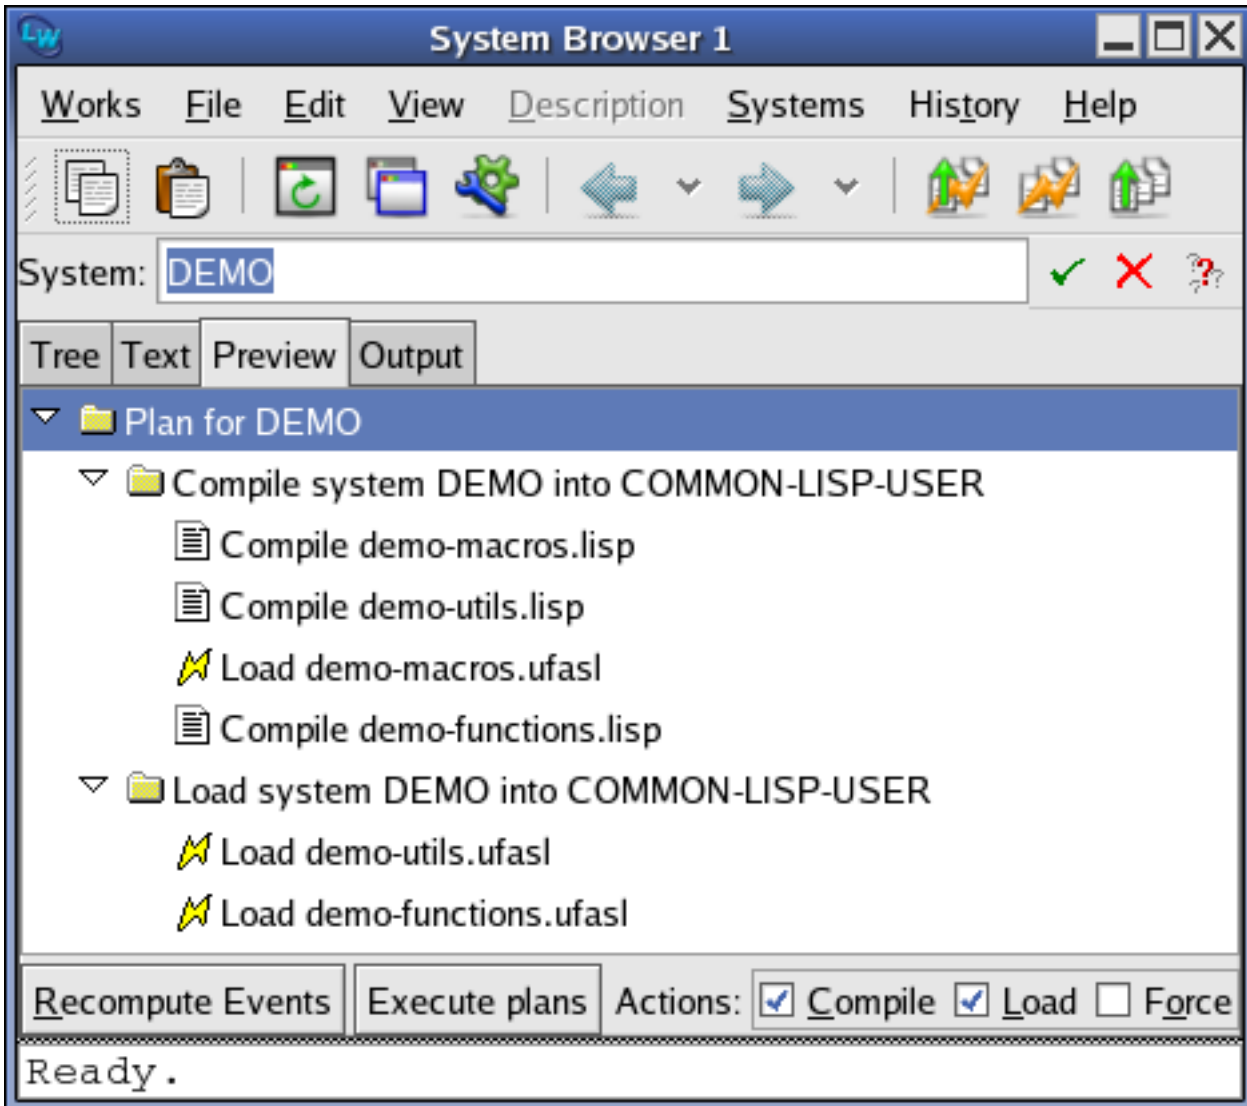 LW System Browser 1
Works File Edit View Description Systems History Help
System: DEMO
Tree Text Preview Output
Plan for DEMO
Compile system DEMO into COMMON-LISP-USER
Compile demo-macros.lisp
Compile demo-utils.lisp
Load demo-macros.ufasl
Compile demo-functions.lisp
Load system DEMO into COMMON-LISP-USER
Load demo-utils.ufasl
Load demo-functions.ufasl
Recompute Events Execute plans Actions: Compile Load Force
Ready.